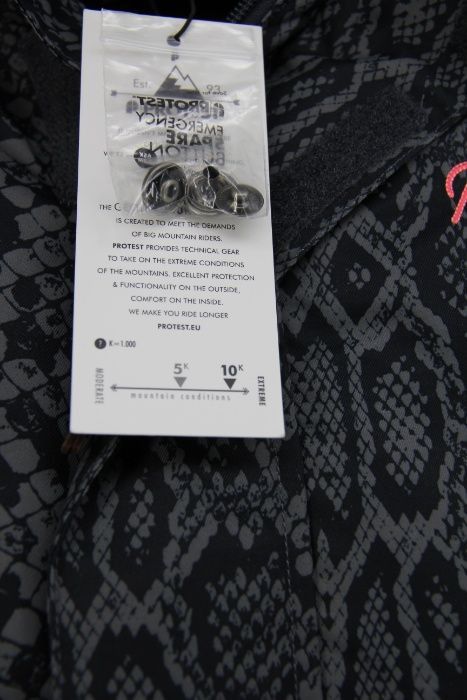 Est. 93
PROTEST
EMERGENCY
SPARE
BUTTON
THE
IS CREATED TO MEET THE DEMANDS
OF BIG MOUNTAIN RIDERS.
PROTEST PROVIDES TECHNICAL GEAR
TO TAKE ON THE EXTREME CONDITIONS
OF THE MOUNTAINS. EXCELLENT PROTECTION
& FUNCTIONALITY ON THE OUTSIDE,
COMFORT ON THE INSIDE.
WE MAKE YOU RIDE LONGER
PROTEST.EU
? K=1.000
5K 10K
MODERATE
EXTREME
mountain conditions